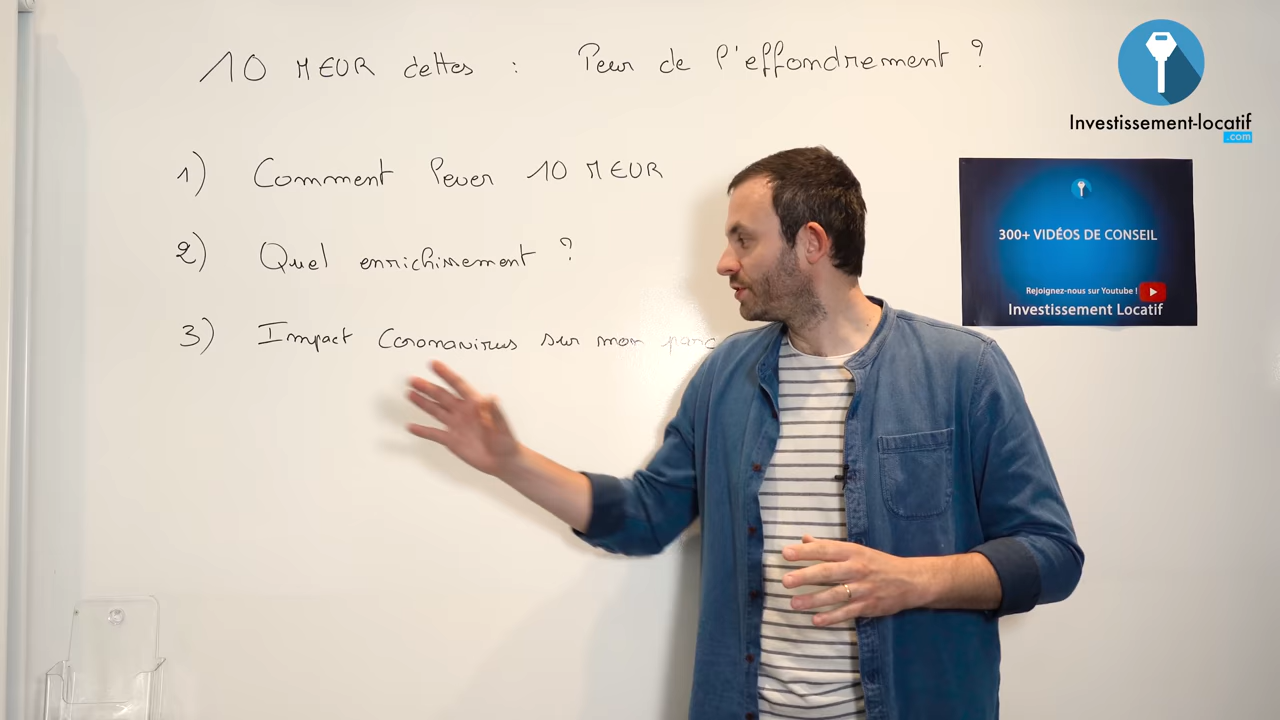 10 MEUR dettes : Peur de l'effondrement ?
1) Comment lever 10 MEUR
2) Quel enrichissement ?
3) Impact Coronavirus sur mon parc
Investissement-locatif
.com
300+ VIDÉOS DE CONSEIL
Rejoignez-nous sur Youtube !
Investissement Locatif